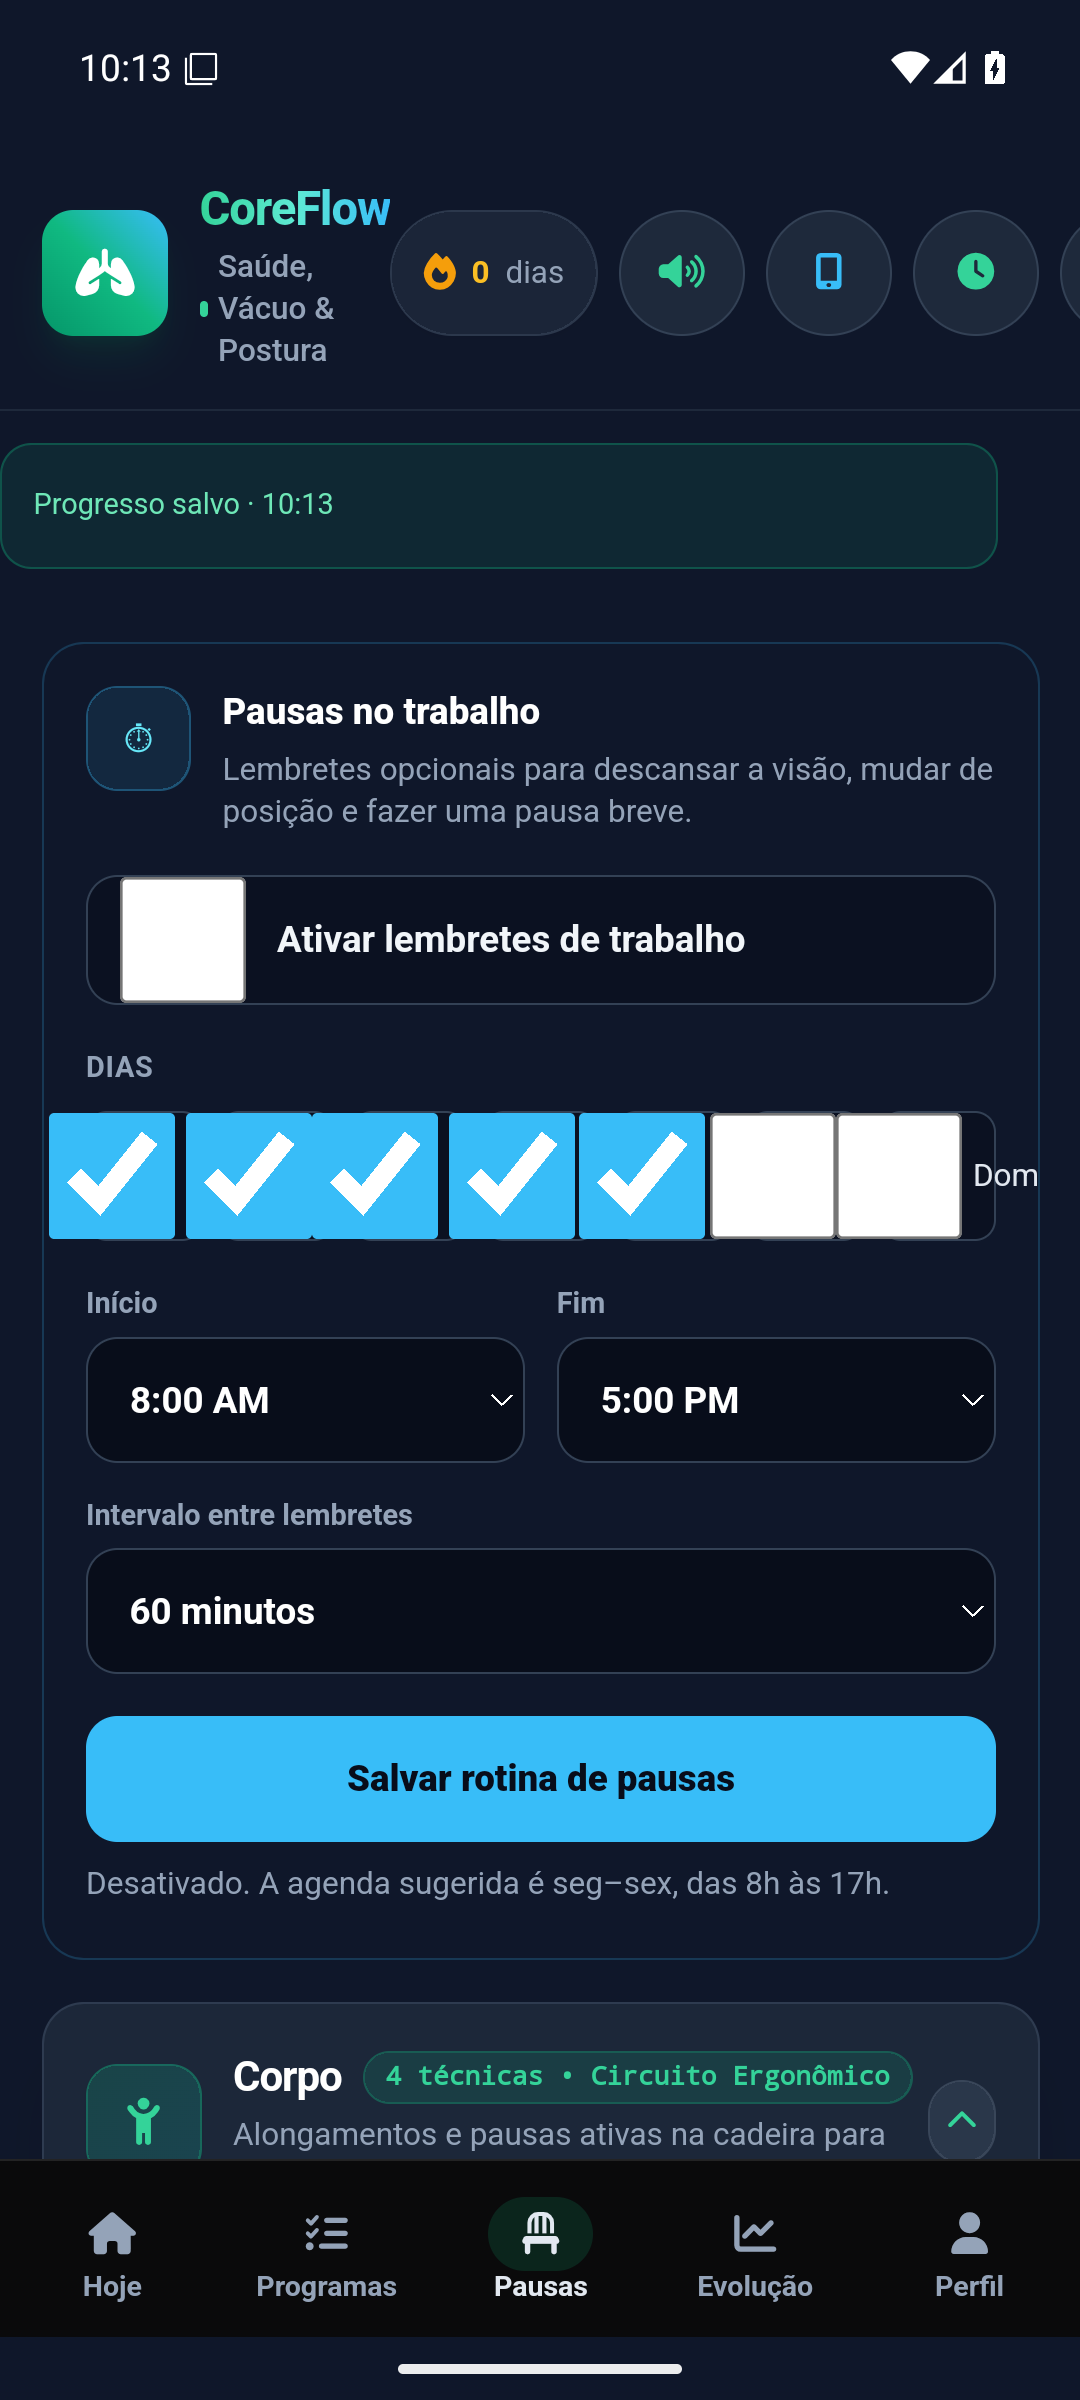 10:13
CoreFlow
Saúde,
Vácuo &
Postura
0 dias
Progresso salvo · 10:13
Pausas no trabalho
Lembretes opcionais para descansar a visão, mudar de
posição e fazer uma pausa breve.
Ativar lembretes de trabalho
DIAS
Dom
Início
Fim
8:00 AM
5:00 PM
Intervalo entre lembretes
60 minutos
Salvar rotina de pausas
Desativado. A agenda sugerida é seg–sex, das 8h às 17h.
Corpo
4 técnicas • Circuito Ergonômico
Alongamentos e pausas ativas na cadeira para
Hoje
Programas
Pausas
Evolução
Perfil